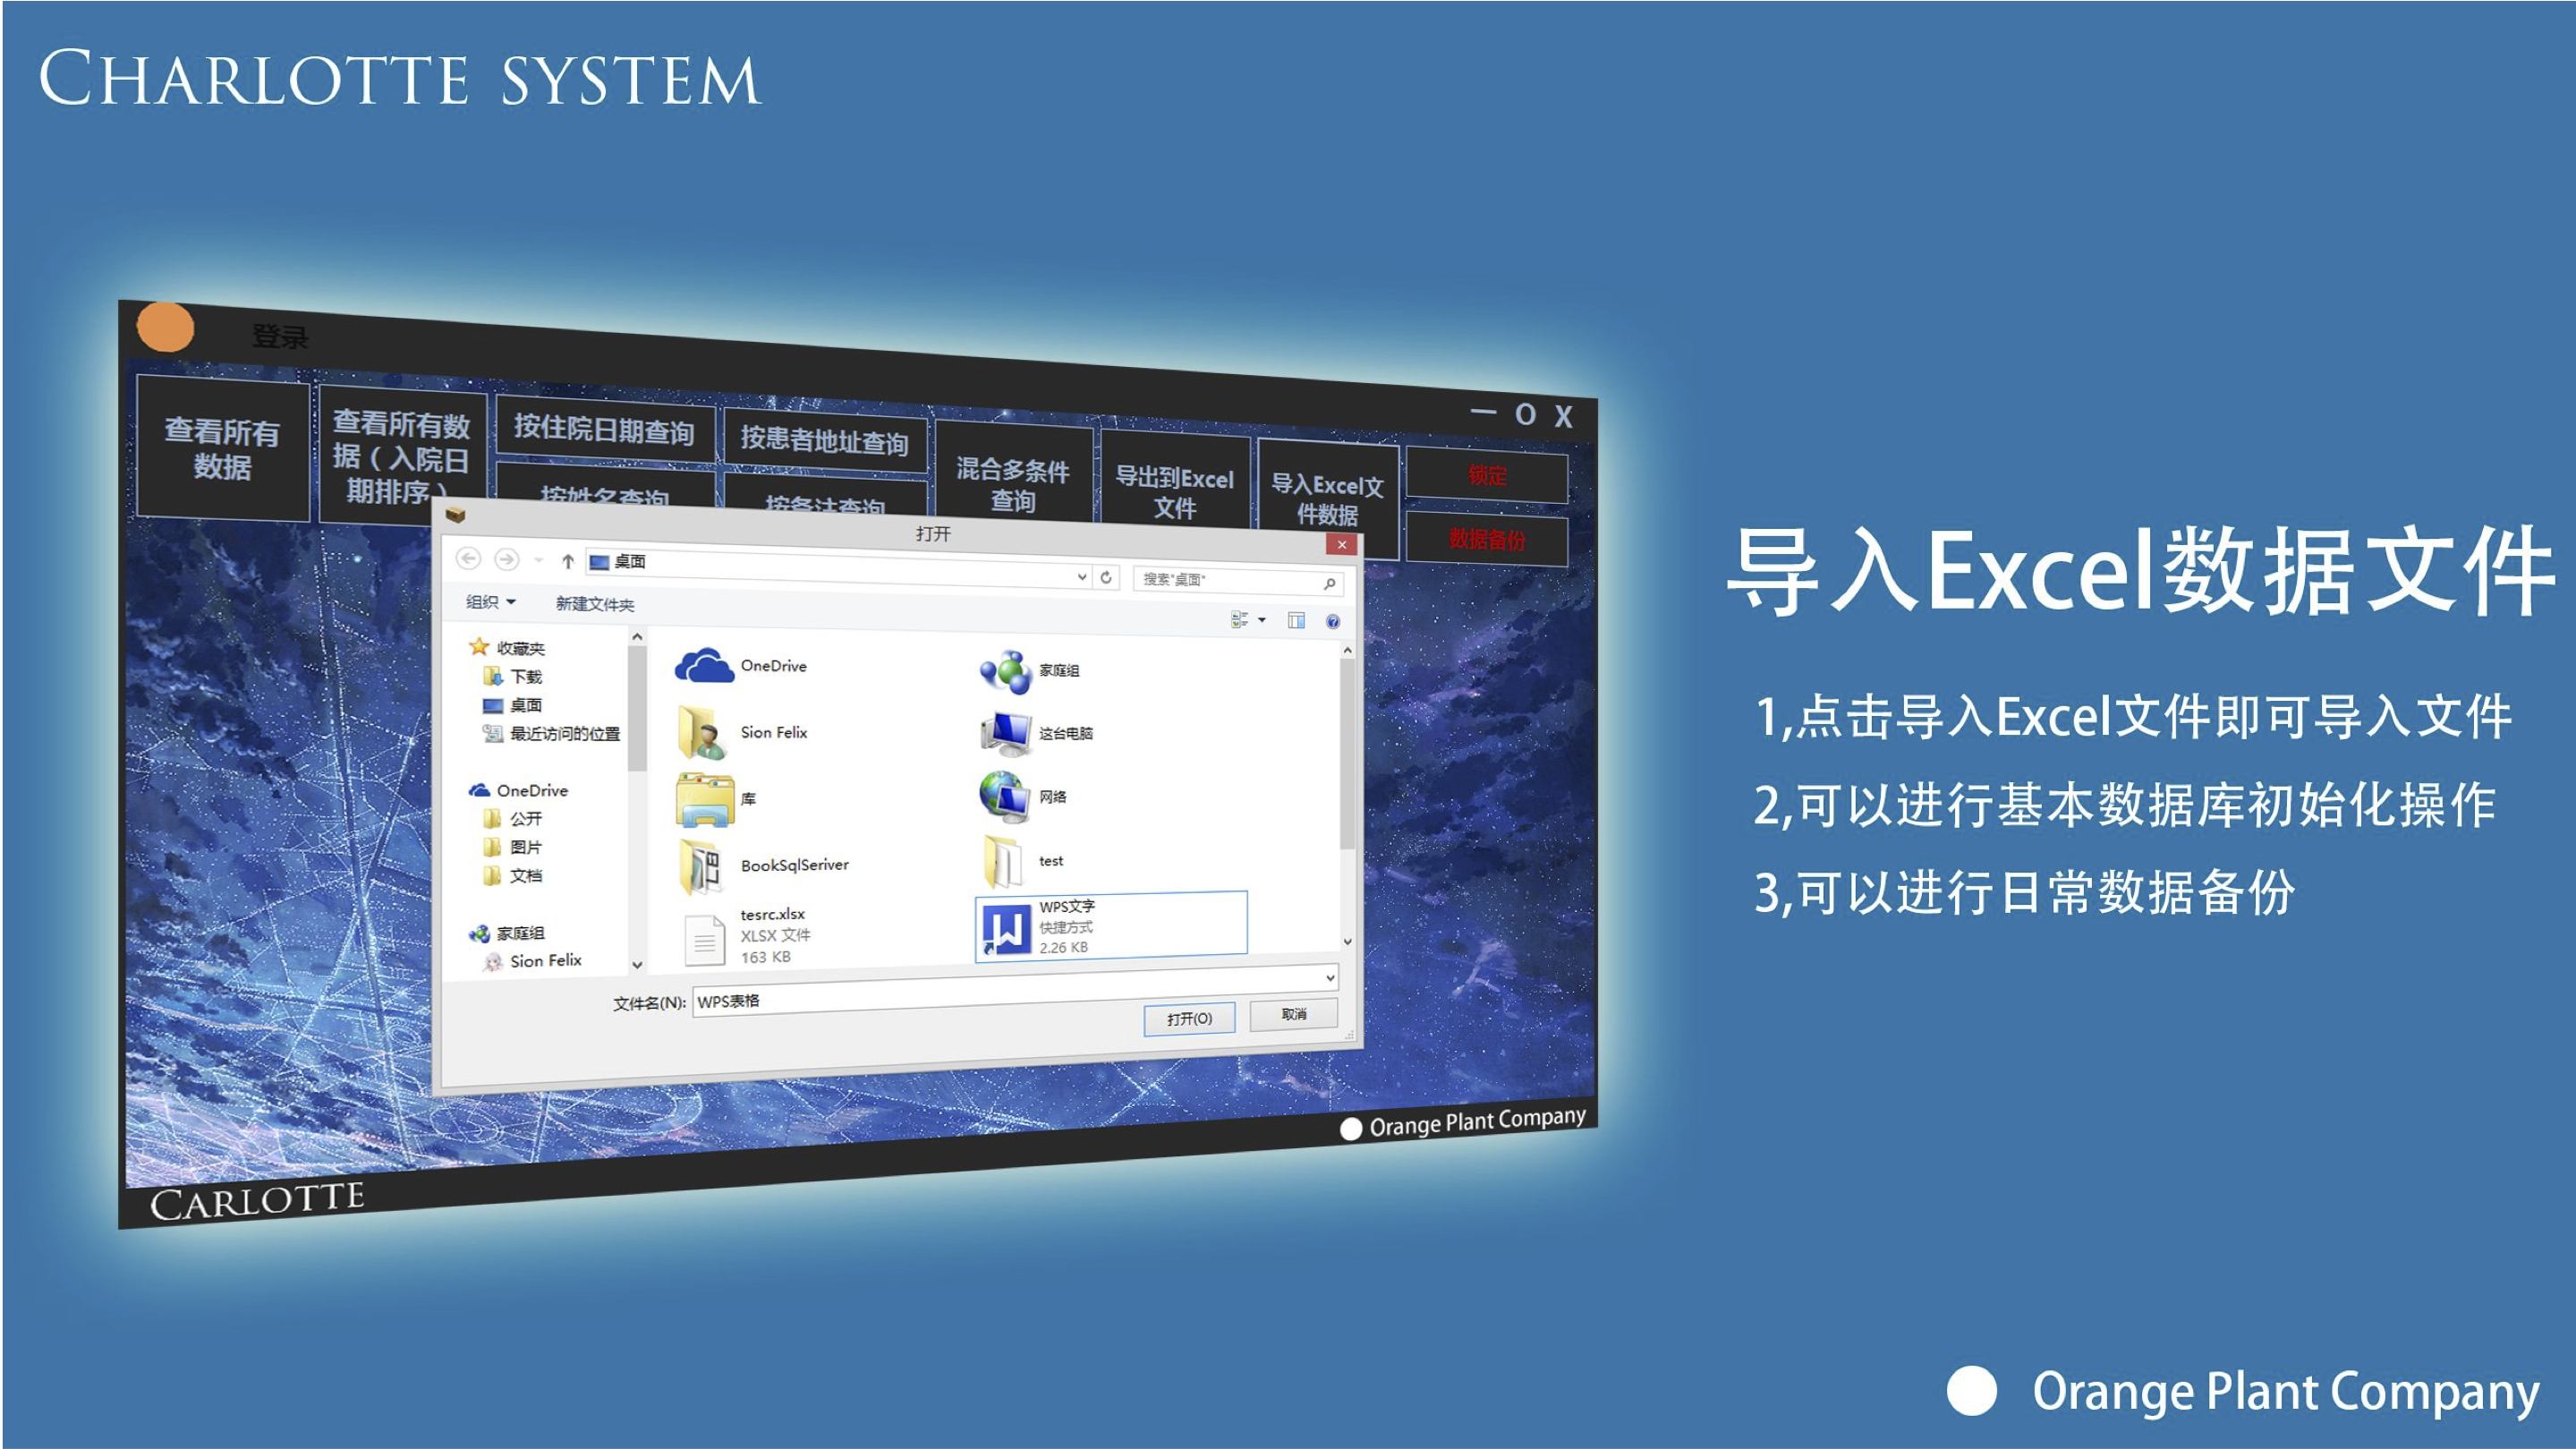 CHARLOTTE SYSTEM
登录
— O X
查看所有
数据
查看所有数
据（入院日
期排序）
按住院日期查询
按姓名查询
按患者地址查询
按备注查询
混合多条件
查询
导出到Excel
文件
导入Excel文
件数据
锁定
数据备份
打开
桌面
搜索"桌面"
组织
新建文件夹
收藏夹
下载
桌面
最近访问的位置
OneDrive
公开
图片
文档
家庭组
Sion Felix
OneDrive
家庭组
Sion Felix
这台电脑
库
网络
BookSqlSeriver
test
tesrc.xlsx
XLSX 文件
163 KB
WPS文字
快捷方式
2.26 KB
文件名(N):
WPS表格
打开(O)
取消
Orange Plant Company
CARLOTTE
导入Excel数据文件
1,点击导入Excel文件即可导入文件
2,可以进行基本数据库初始化操作
3,可以进行日常数据备份
Orange Plant Company